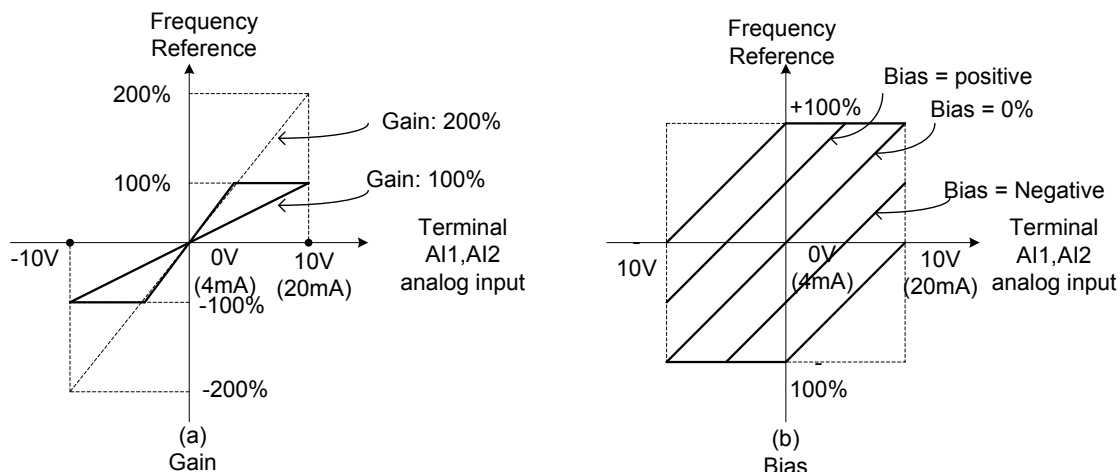 Frequency
Reference
200%
Gain: 200%
100%
Gain: 100%
Terminal
AI1,AI2
analog input
-10V
0V
(4mA)
10V
(20mA)
-100%
-200%
(a)
Gain
Frequency
Reference
Bias = positive
+100%
Bias = 0%
Bias = Negative
Terminal
AI1,AI2
analog input
-
10V
0V
(4mA)
10V
(20mA)
-
100%
(b)
Bias